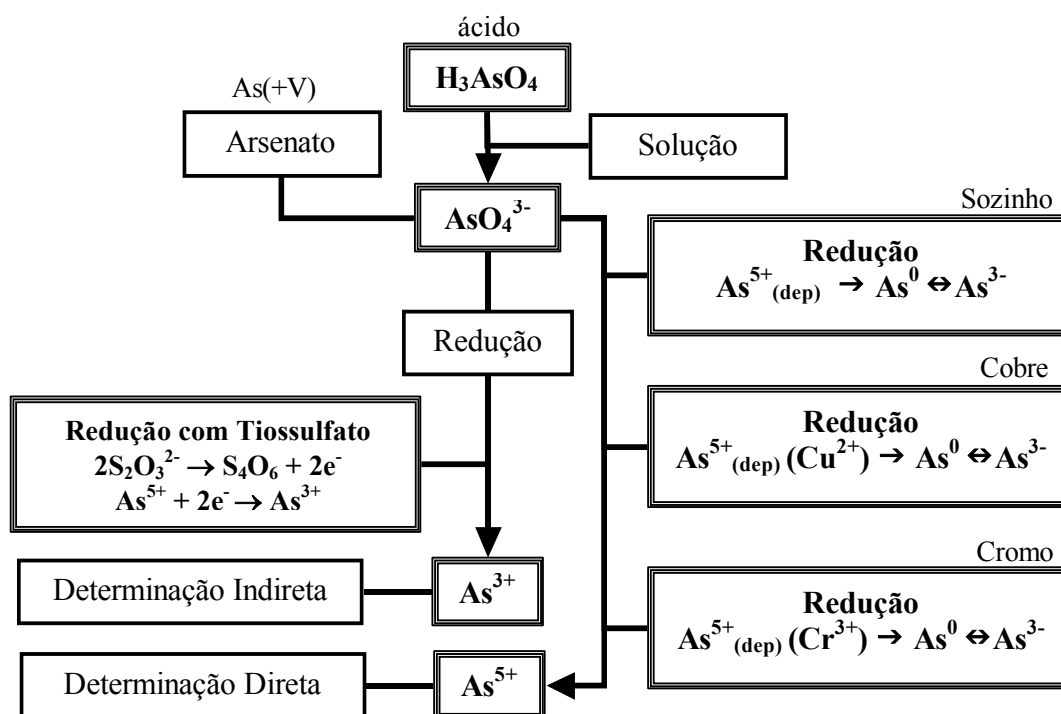 ácido
H₃AsO₄
As(+V)
Arsenato
Solução
AsO₄³⁻
Sozinho
Redução
As⁵⁺(dep) ➔ As⁰ ⇔ As³⁻
Redução
Cobre
Redução com Tiossulfato
2S₂O₃²⁻ → S₄O₆ + 2e⁻
As⁵⁺ + 2e⁻ → As³⁺
Redução
As⁵⁺(dep) (Cu²⁺) ➔ As⁰ ⇔ As³⁻
Cromo
Determinação Indireta
As³⁺
Redução
As⁵⁺(dep) (Cr³⁺) ➔ As⁰ ⇔ As³⁻
Determinação Direta
As⁵⁺